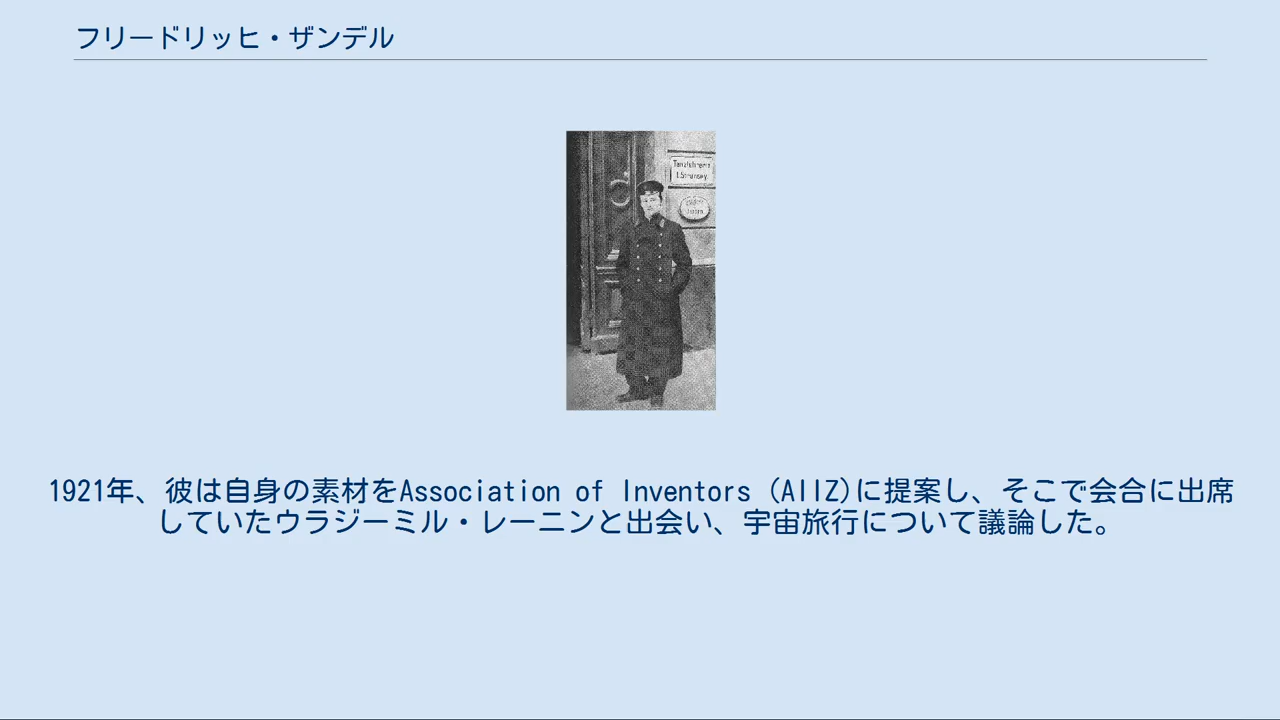 フリードリッヒ・ザンデル
1921年、彼は自身の素材をAssociation of Inventors (AIIZ)に提案し、そこで会合に出席
していたウラジーミル・レーニンと出会い、宇宙旅行について議論した。